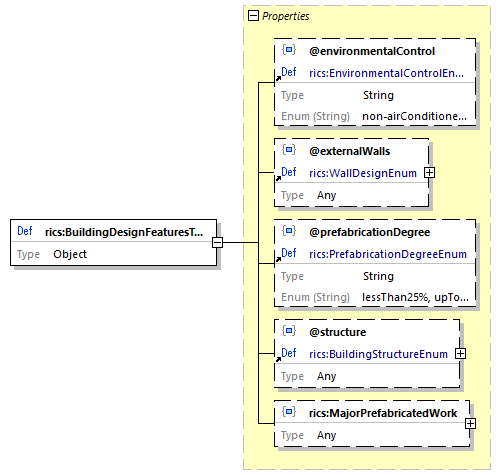 Properties
@environmentalControl
Def rics:EnvironmentalControlEn...
Type String
Enum (String) non-airConditione...
@externalWalls
Def rics:WallDesignEnum
Type Any
Def rics:BuildingDesignFeaturesT...
Type Object
@prefabricationDegree
Def rics:PrefabricationDegreeEnum
Type String
Enum (String) lessThan25%, upTo...
@structure
Def rics:BuildingStructureEnum
Type Any
rics:MajorPrefabricatedWork
Type Any